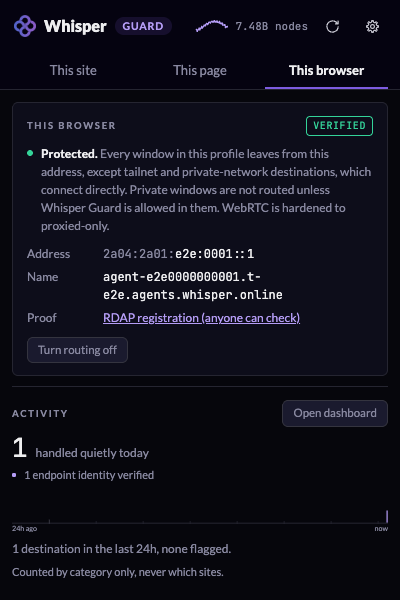 Whisper GUARD 7.48B nodes
This site This page This browser
THIS BROWSER VERIFIED
Protected. Every window in this profile leaves from this
address, except tailnet and private-network destinations, which
connect directly. Private windows are not routed unless
Whisper Guard is allowed in them. WebRTC is hardened to
proxied-only.
Address 2a04:2a01:e2e:0001::1
Name agent-e2e0000000001.t-
e2e.agents.whisper.online
Proof RDAP registration (anyone can check)
Turn routing off
ACTIVITY Open dashboard
1 handled quietly today
1 endpoint identity verified
24h ago now
1 destination in the last 24h, none flagged.
Counted by category only, never which sites.